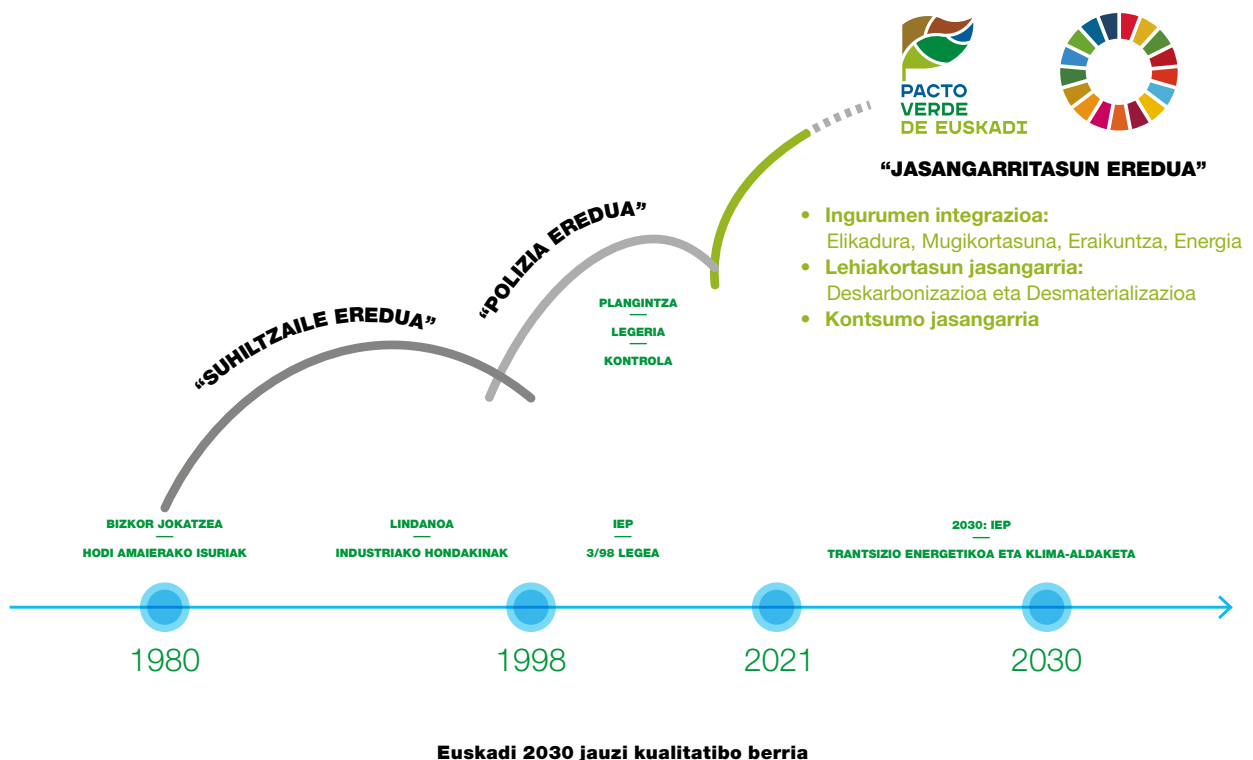 PACTO
VERDE
DE EUSKADI
“JASANGARRITASUN EREDUA”
• Ingurumen integrazioa:
Elikadura, Mugikortasuna, Eraikuntza, Energia
• Lehiakortasun jasangarria:
Deskarbonizazioa eta Desmaterializazioa
• Kontsumo jasangarria
“POLIZIA EREDUA”
PLANGINTZA
LEGERIA
KONTROLA
“SUHILTZAILE EREDUA”
BIZKOR JOKATZEA
HODI AMAIERAKO ISURIAK
LINDANOA
INDUSTRIAKO HONDAKINAK
IEP
3/98 LEGEA
2030: IEP
TRANTSIZIO ENERGETIKOA ETA KLIMA-ALDAKETA
1980
1998
2021
2030
Euskadi 2030 jauzi kualitatibo berria